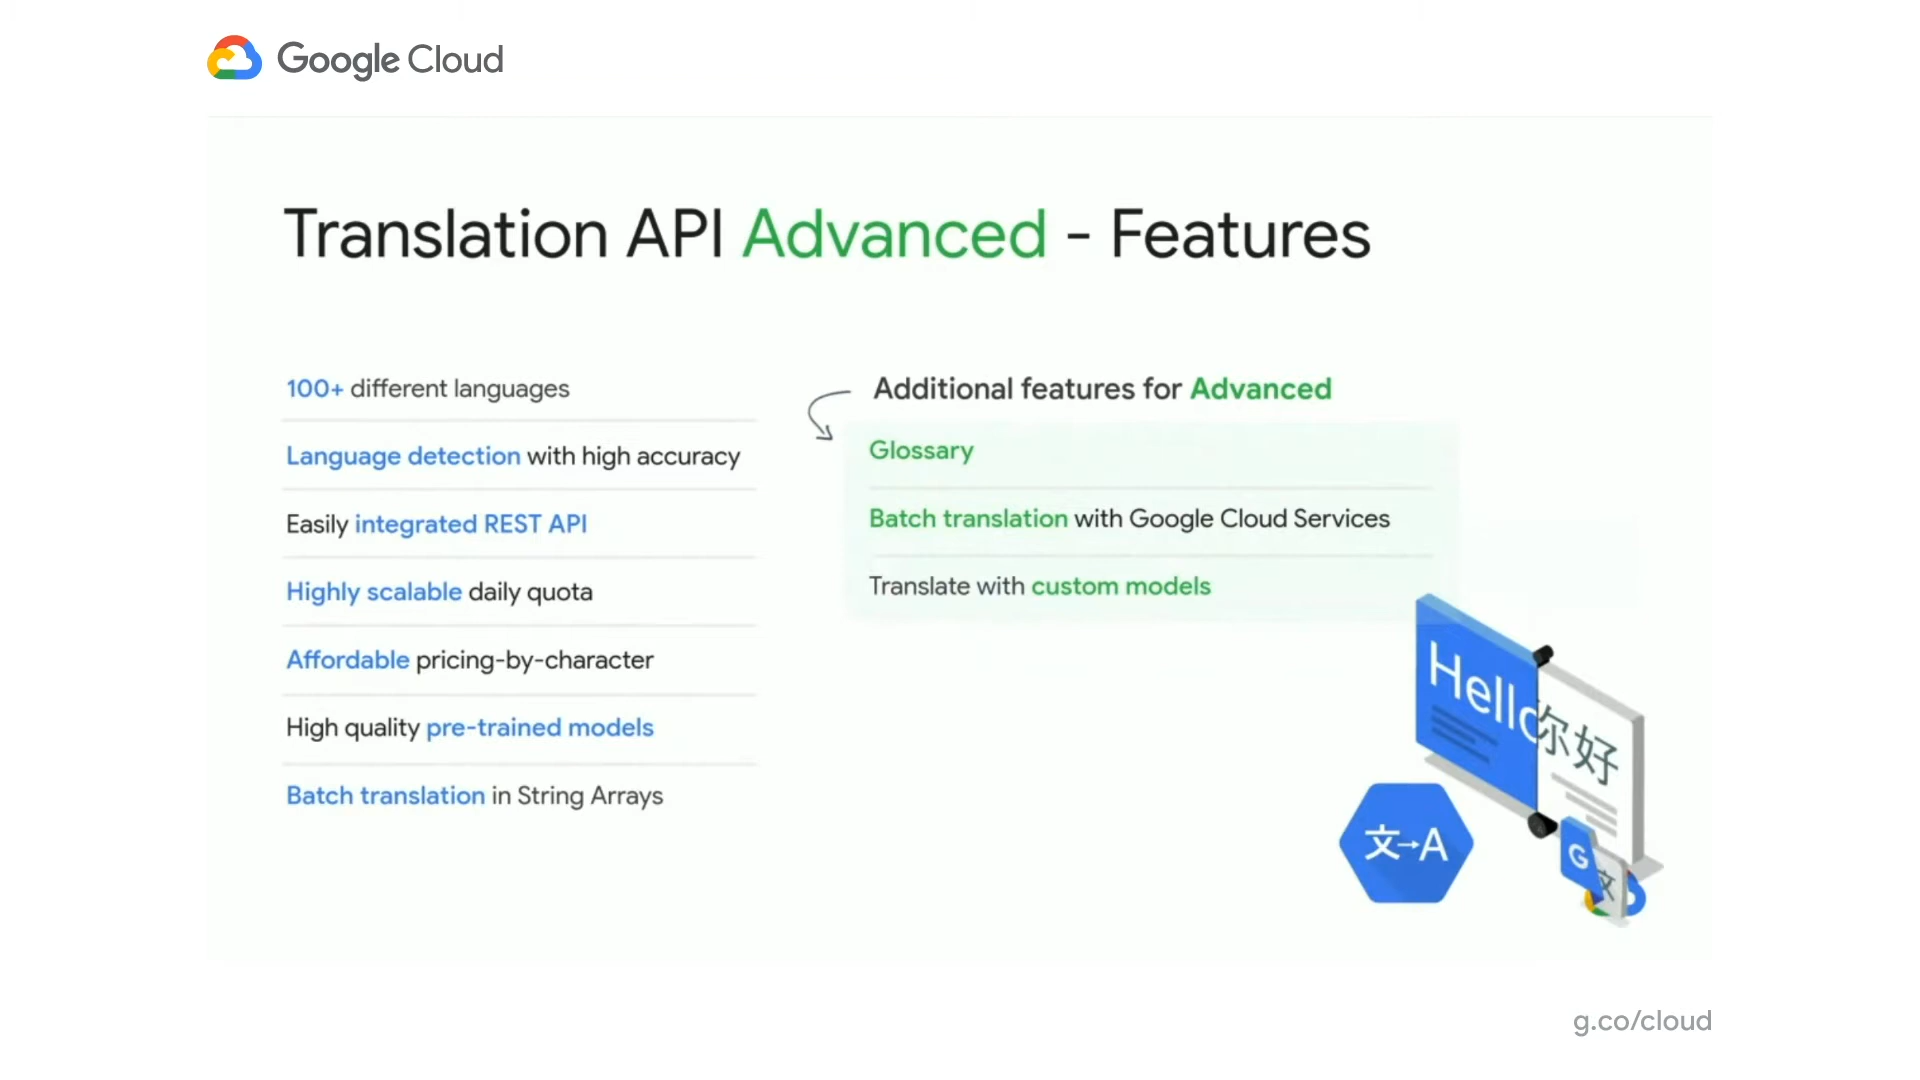 Google Cloud
Translation API Advanced - Features
100+ different languages
Language detection with high accuracy
Easily integrated REST API
Highly scalable daily quota
Affordable pricing-by-character
High quality pre-trained models
Batch translation in String Arrays
Additional features for Advanced
Glossary
Batch translation with Google Cloud Services
Translate with custom models
Hello
你好
文→A
G
文
g.co/cloud